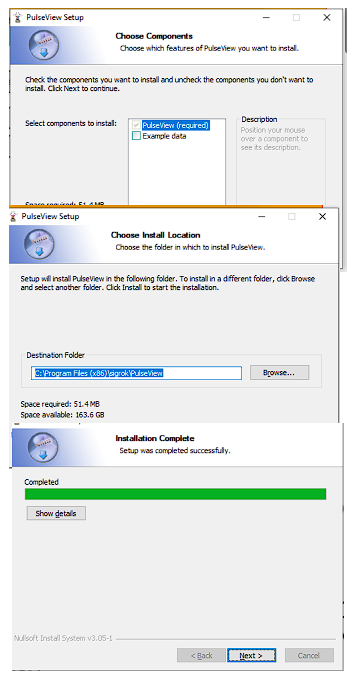 PulseView Setup
Choose Components
Choose which features of PulseView you want to install.
Check the components you want to install and uncheck the components you don't want to
install. Click Next to continue.
Select components to install:
PulseView (required)
Example data
Description
Position your mouse
over a component to
see its description.
Space required: 51.4 MB
PulseView Setup
Choose Install Location
Choose the folder in which to install PulseView.
Setup will install PulseView in the following folder. To install in a different folder, click Browse
and select another folder. Click Install to start the installation.
Destination Folder
C:\Program Files (x86)\sigrok\PulseView
Browse...
Space required: 51.4 MB
Space available: 163.6 GB
Installation Complete
Setup was completed successfully.
Completed
Show details
Nullsoft Install System v3.05-1
< Back
Next >
Cancel